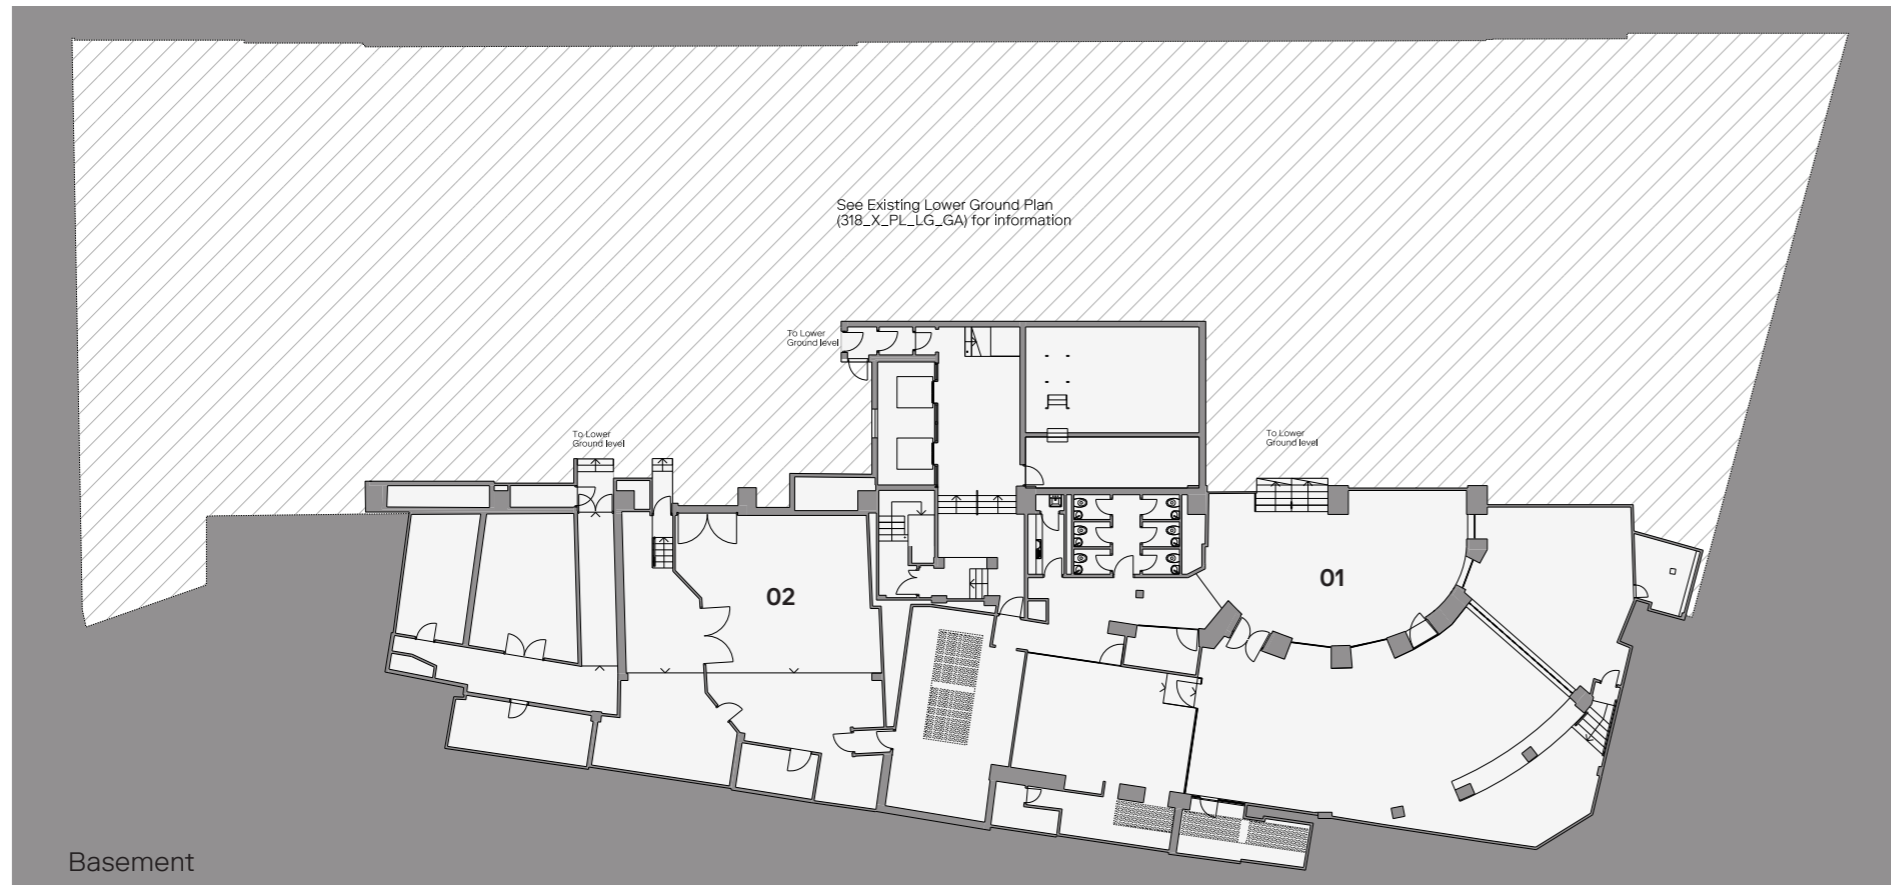 See Existing Lower Ground Plan
(318_X_PL_LG_GA) for information
To Lower
Ground level
To Lower
Ground level
To Lower
Ground level
01
02
Basement